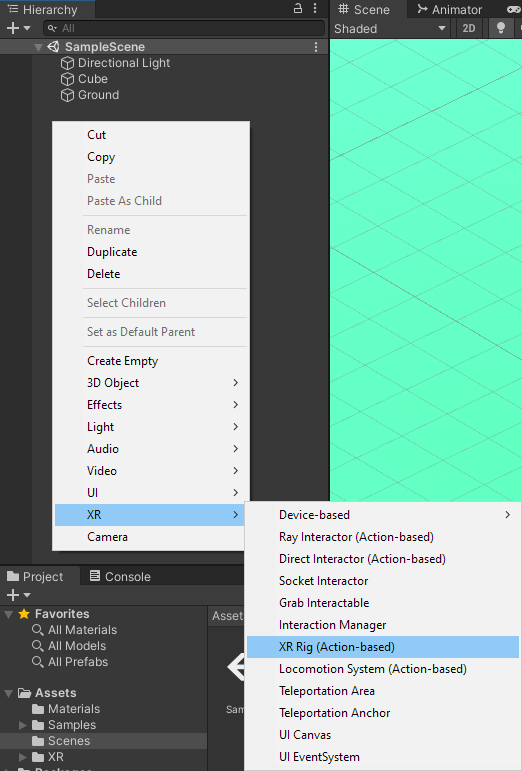 Hierarchy
Scene
Animator
All
Shaded
2D
SampleScene
Directional Light
Cube
Ground
Cut
Copy
Paste
Paste As Child
Rename
Duplicate
Delete
Select Children
Set as Default Parent
Create Empty
3D Object
Effects
Light
Audio
Video
UI
XR
Camera
Device-based
Ray Interactor (Action-based)
Direct Interactor (Action-based)
Socket Interactor
Grab Interactable
Interaction Manager
XR Rig (Action-based)
Locomotion System (Action-based)
Teleportation Area
Teleportation Anchor
UI Canvas
UI EventSystem
Project
Console
Favorites
All Materials
All Models
All Prefabs
Assets
Materials
Samples
Scenes
XR
Packages
Asset
Sam